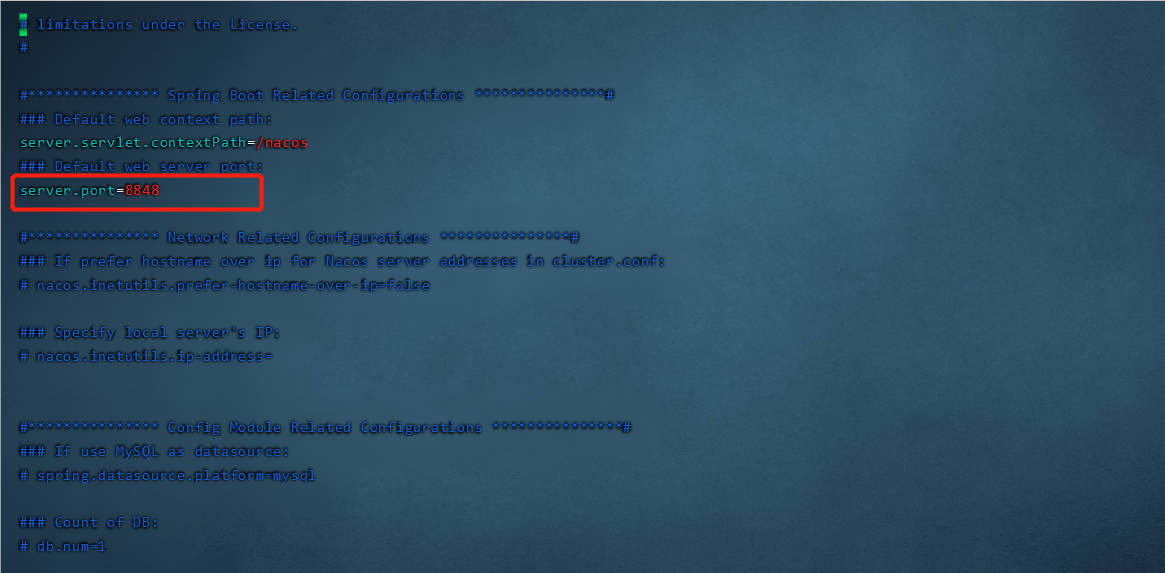 # limitations under the License.
#
#*************** Spring Boot Related Configurations ***************#
### Default web context path:
server.servlet.contextPath=/nacos
### Default web server port:
server.port=8848
#*************** Network Related Configurations ***************#
### If prefer hostname over ip for Nacos server addresses in cluster.conf:
# nacos.inetutils.prefer-hostname-over-ip=false
### Specify local server's IP:
# nacos.inetutils.ip-address=
#*************** Config Module Related Configurations ***************#
### If use MySQL as datasource:
# spring.datasource.platform=mysql
### Count of DB:
# db.num=1